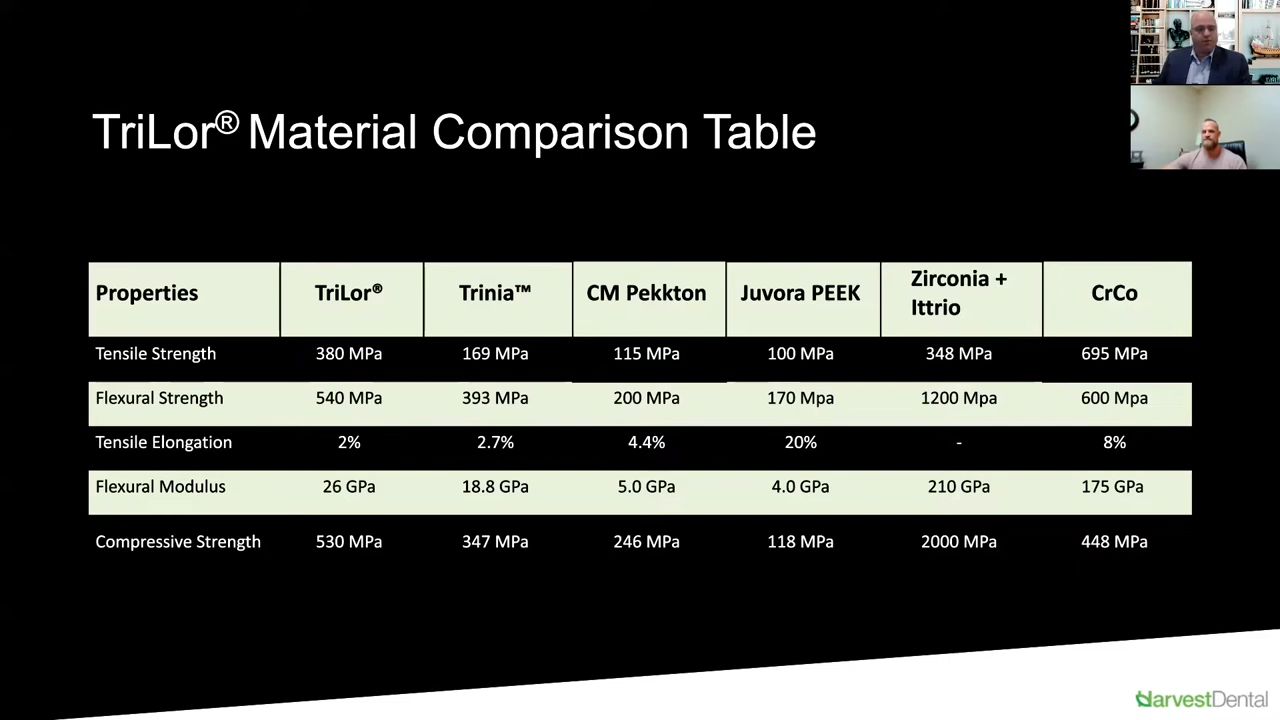 TriLor® Material Comparison Table
Properties TriLor® Trinia™ CM Pekkton Juvora PEEK Zirconia + Ittrio CrCo
Tensile Strength 380 MPa 169 MPa 115 MPa 100 MPa 348 MPa 695 MPa
Flexural Strength 540 MPa 393 MPa 200 MPa 170 Mpa 1200 Mpa 600 Mpa
Tensile Elongation 2% 2.7% 4.4% 20% - 8%
Flexural Modulus 26 GPa 18.8 GPa 5.0 GPa 4.0 GPa 210 GPa 175 GPa
Compressive Strength 530 MPa 347 MPa 246 MPa 118 MPa 2000 MPa 448 MPa
HarvestDental